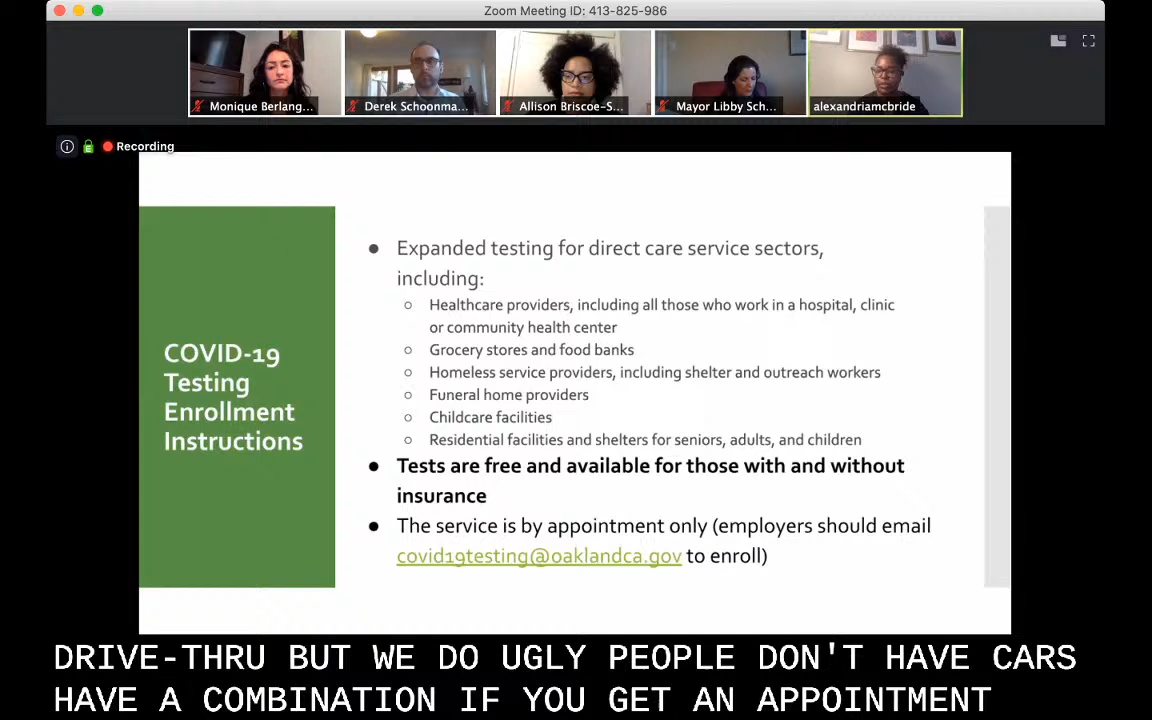 Zoom Meeting ID: 413-825-986
Monique Berlang...
Derek Schoonma...
Allison Briscoe-S...
Mayor Libby Sch...
alexandriamcbride
Recording
COVID-19
Testing
Enrollment
Instructions
● Expanded testing for direct care service sectors,
including:
○ Healthcare providers, including all those who work in a hospital, clinic
or community health center
○ Grocery stores and food banks
○ Homeless service providers, including shelter and outreach workers
○ Funeral home providers
○ Childcare facilities
○ Residential facilities and shelters for seniors, adults, and children
● Tests are free and available for those with and without
insurance
● The service is by appointment only (employers should email
covid19testing@oaklandca.gov to enroll)
DRIVE-THRU BUT WE DO UGLY PEOPLE DON'T HAVE CARS
HAVE A COMBINATION IF YOU GET AN APPOINTMENT